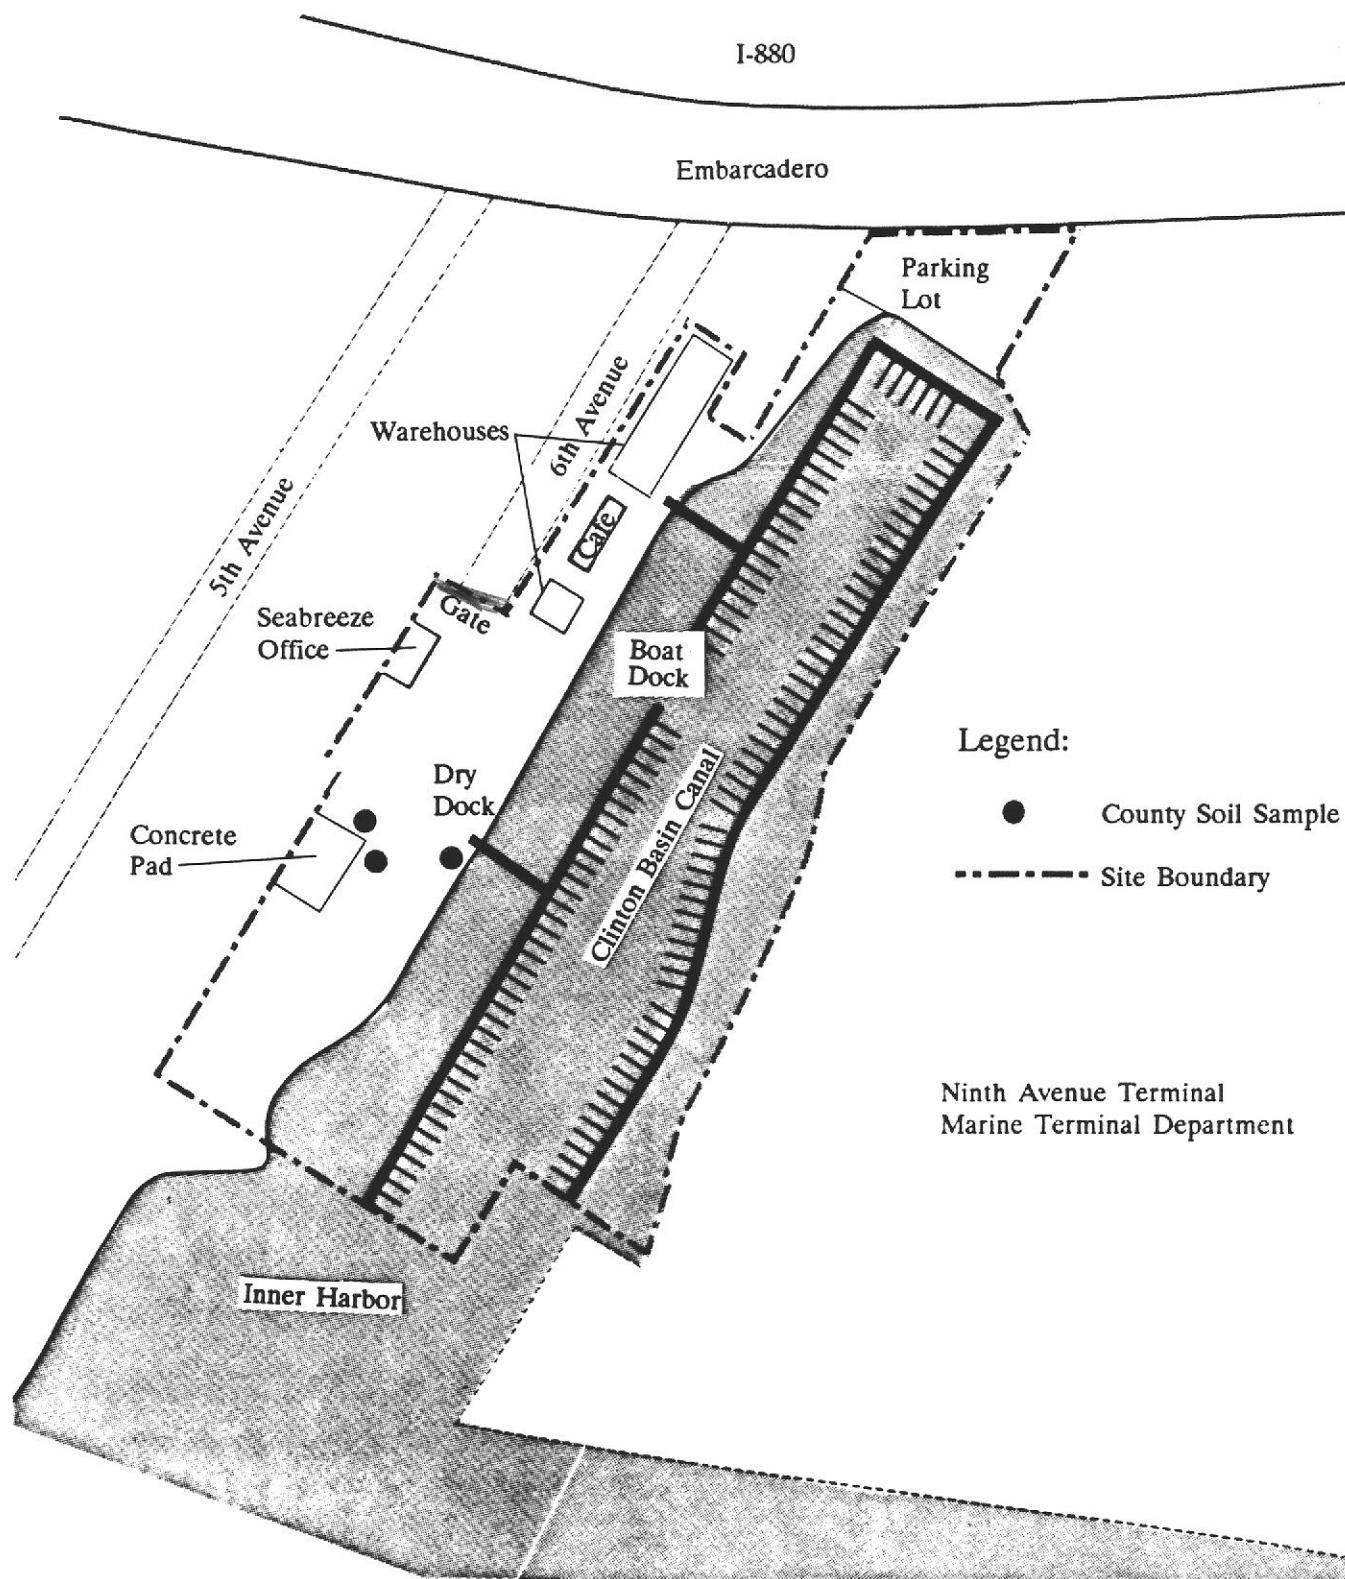 I-880
Embarcadero
Parking
Lot
6th Avenue
Warehouses
5th Avenue
Cafe
Gate
Seabreeze
Office
Boat
Dock
Legend:
Dry
Dock
Clinton Basin Canal
County Soil Sample
Concrete
Pad
Site Boundary
Ninth Avenue Terminal
Marine Terminal Department
Inner Harbor